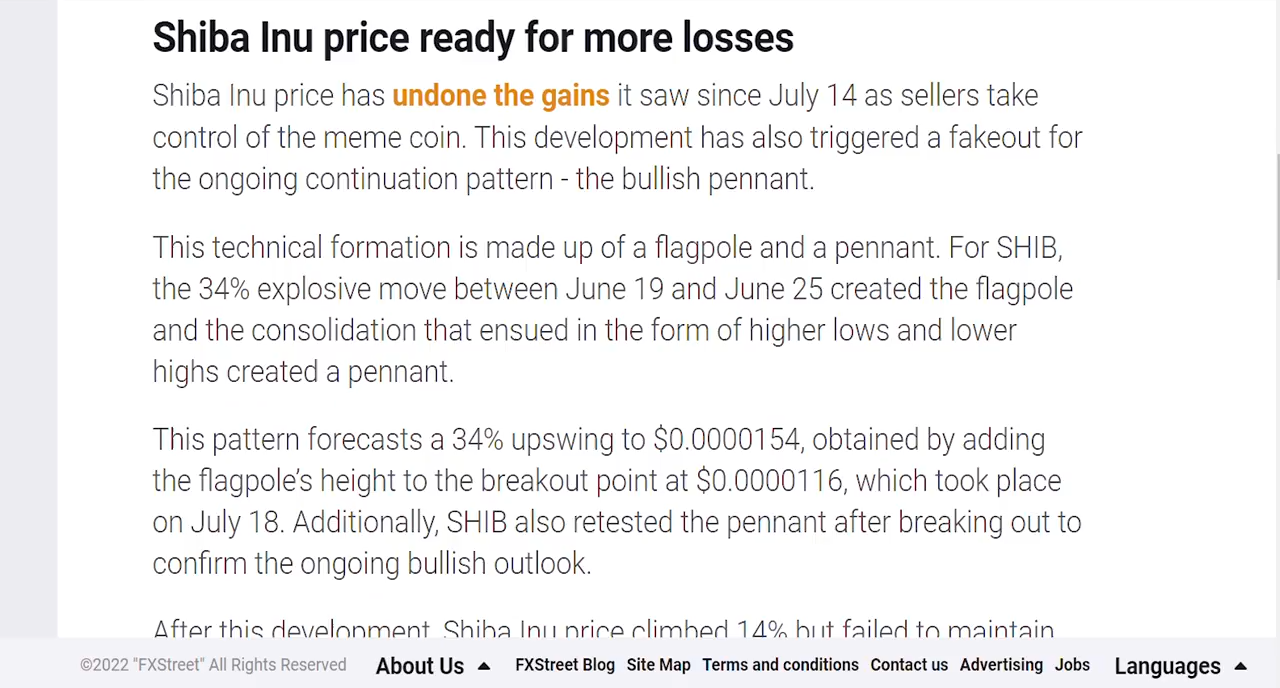 Shiba Inu price ready for more losses
Shiba Inu price has undone the gains it saw since July 14 as sellers take
control of the meme coin. This development has also triggered a fakeout for
the ongoing continuation pattern - the bullish pennant.
This technical formation is made up of a flagpole and a pennant. For SHIB,
the 34% explosive move between June 19 and June 25 created the flagpole
and the consolidation that ensued in the form of higher lows and lower
highs created a pennant.
This pattern forecasts a 34% upswing to $0.0000154, obtained by adding
the flagpole’s height to the breakout point at $0.0000116, which took place
on July 18. Additionally, SHIB also retested the pennant after breaking out to
confirm the ongoing bullish outlook.
After this development, Shiba Inu price climbed 14% but failed to maintain
©2022 "FXStreet" All Rights Reserved About Us FXStreet Blog Site Map Terms and conditions Contact us Advertising Jobs Languages